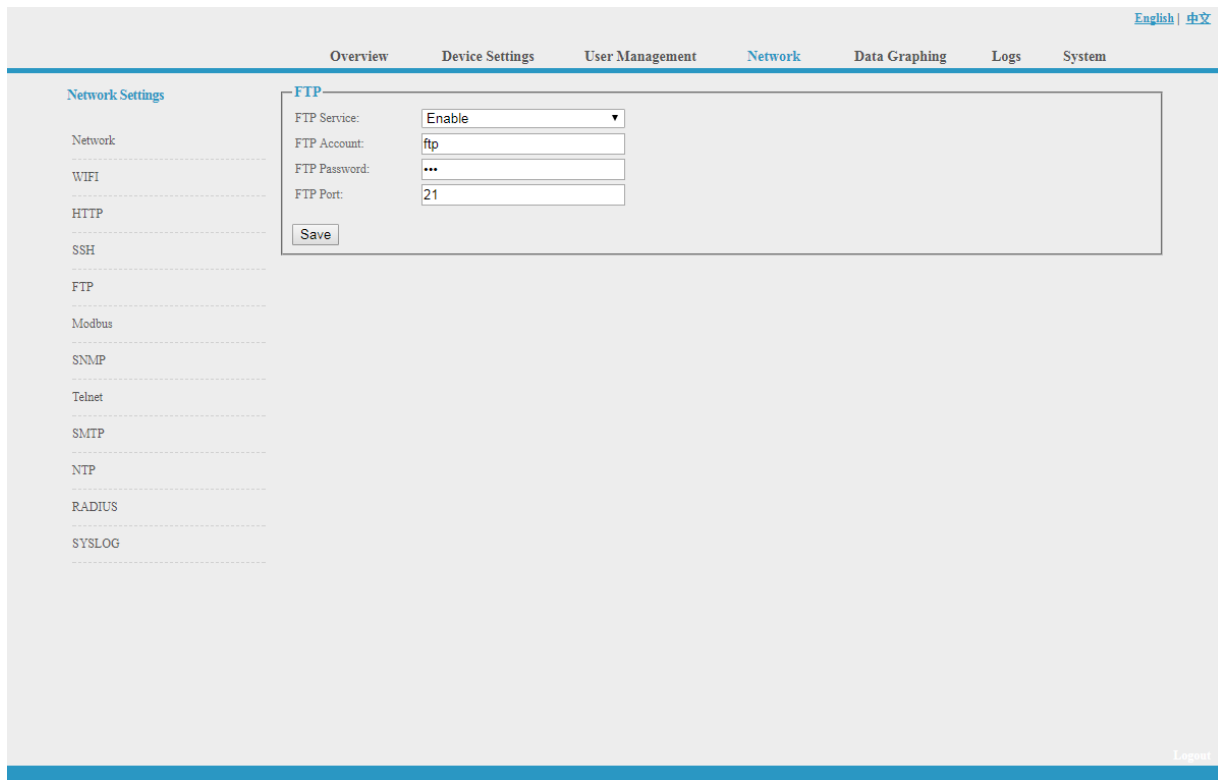 English | 中文
Overview Device Settings User Management Network Data Graphing Logs System
Network Settings
Network
WIFI
HTTP
SSH
FTP
Modbus
SNMP
Telnet
SMTP
NTP
RADIUS
SYSLOG
FTP
FTP Service: Enable
FTP Account: ftp
FTP Password: •••
FTP Port: 21
Save
Logout